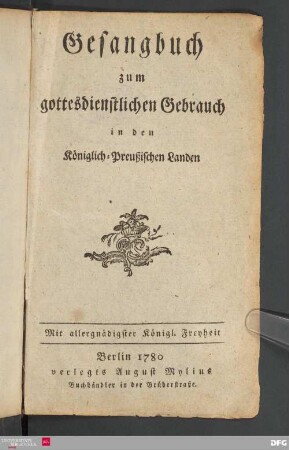 Gesangbuch
zum
gottesdienstlichen Gebrauch
in den
Königlich-Preußischen Landen
Mit allergnädigster Königl. Freyheit
Berlin 1780
verlegts August Mylius
Buchhändler in der Brüderstraße.
DFG